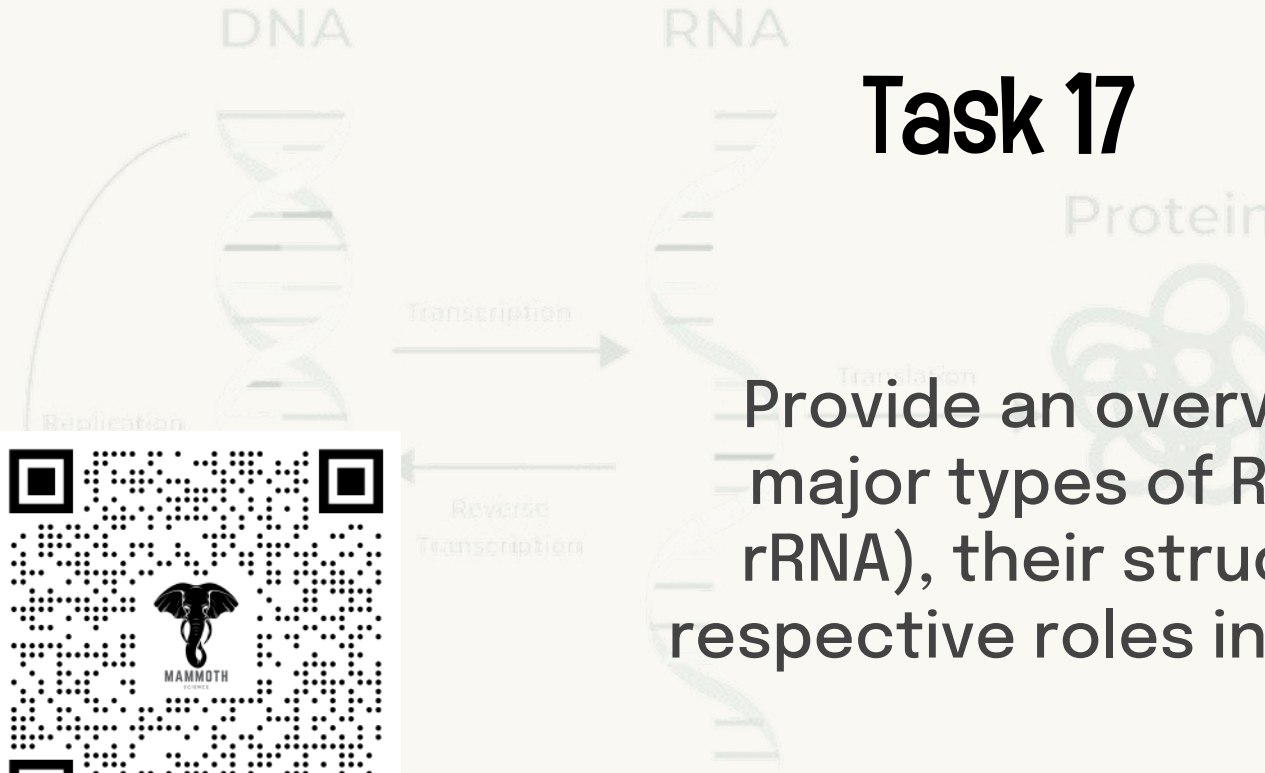 DNA
RNA
Task 17
Protein
Transcription
Translation
Replication
Provide an overv
major types of R
rRNA), their struc
respective roles in
Reverse
Transcription
MAMMOTH
SCIENCE